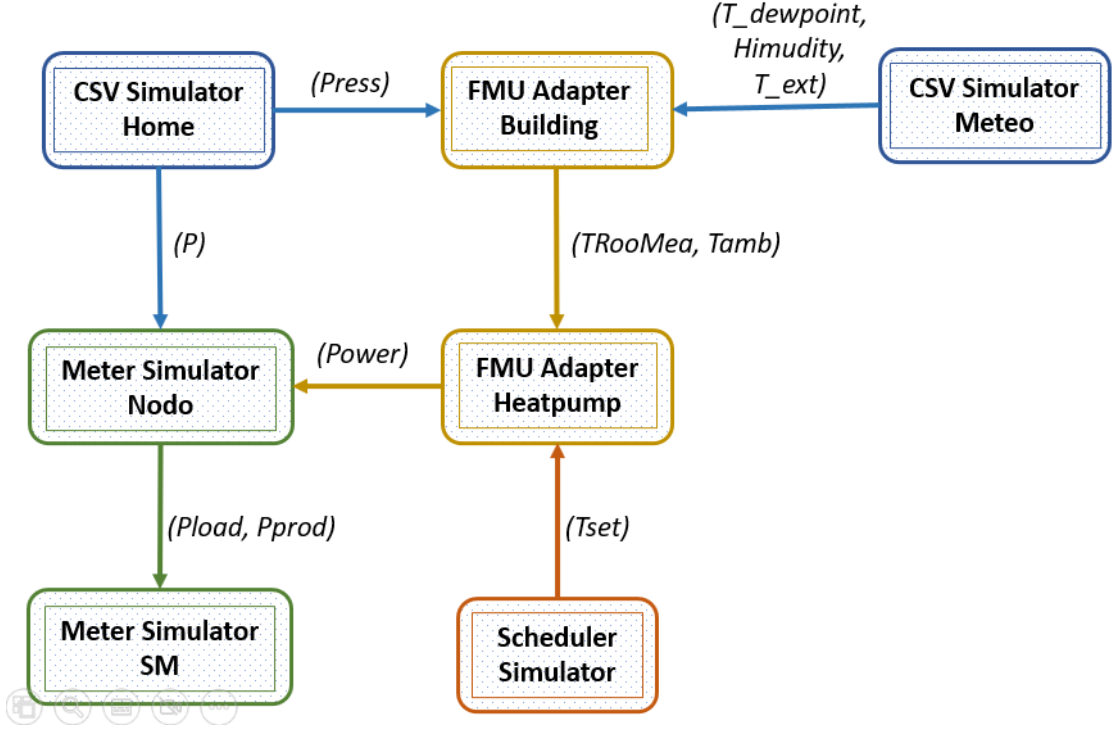 (T_dewpoint,
Himudity,
T_ext)
CSV Simulator
Home
(Press)
FMU Adapter
Building
CSV Simulator
Meteo
(P)
(TRooMea, Tamb)
Meter Simulator
Nodo
(Power)
FMU Adapter
Heatpump
(Pload, Pprod)
(Tset)
Meter Simulator
SM
Scheduler
Simulator